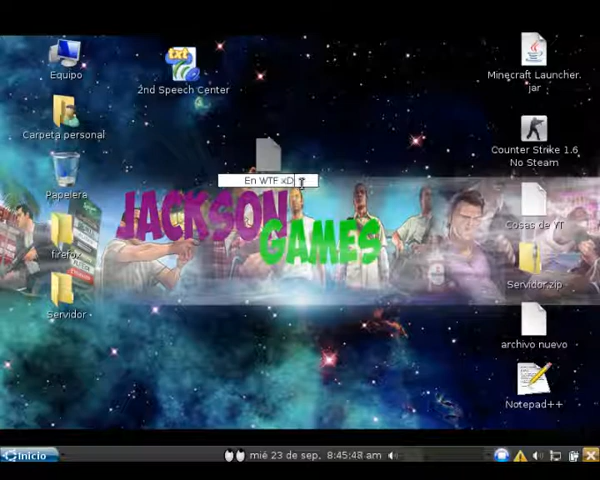 Equipo
txt
2nd Speech Center
Minecraft Launcher.
jar
Carpeta personal
Counter Strike 1.6
No Steam
En WTF xD
Papelera
JACKSON
GAMES
Cosas de YT
firefox
Servidor.zip
Servidor
archivo nuevo
Notepad++
Inicio
mié 23 de sep. 8:45:48 am